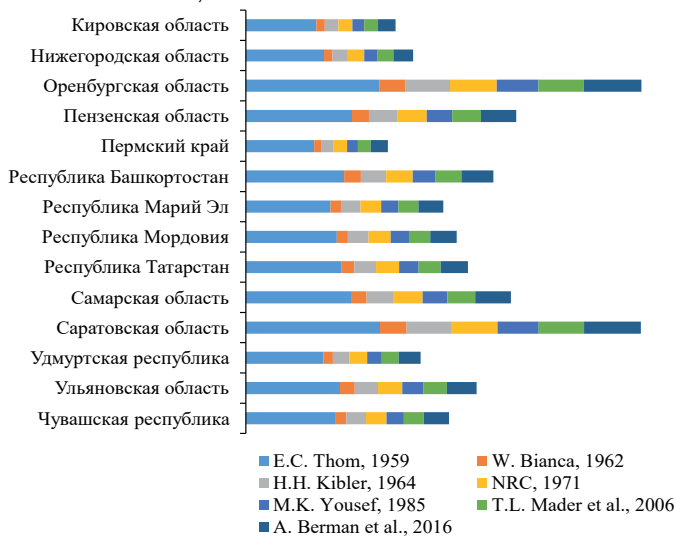 Кировская область
Нижегородская область
Оренбургская область
Пензенская область
Пермский край
Республика Башкортостан
Республика Марий Эл
Республика Мордовия
Республика Татарстан
Самарская область
Саратовская область
Удмуртская республика
Ульяновская область
Чувашская республика
E.C. Thom, 1959 W. Bianca, 1962
H.H. Kibler, 1964 NRC, 1971
M.K. Yousef, 1985 T.L. Mader et al., 2006
A. Berman et al., 2016